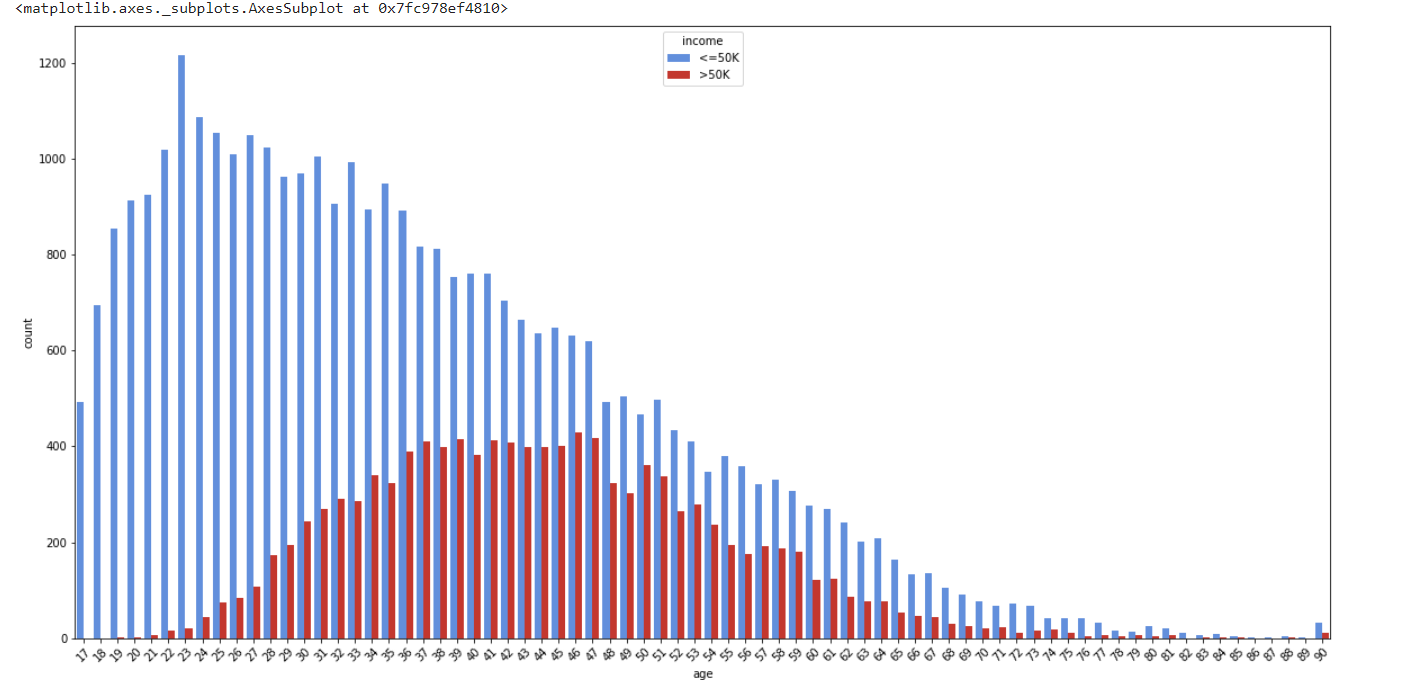 <matplotlib.axes._subplots.AxesSubplot at 0x7fc978ef4810>
income
<=50K
>50K
1200
1000
800
600
400
200
0
count
17 18 19 20 21 22 23 24 25 26 27 28 29 30 31 32 33 34 35 36 37 38 39 40 41 42 43 44 45 46 47 48 49 50 51 52 53 54 55 56 57 58 59 60 61 62 63 64 65 66 67 68 69 70 71 72 73 74 75 76 77 78 79 80 81 82 83 84 85 86 87 88 89 90
age